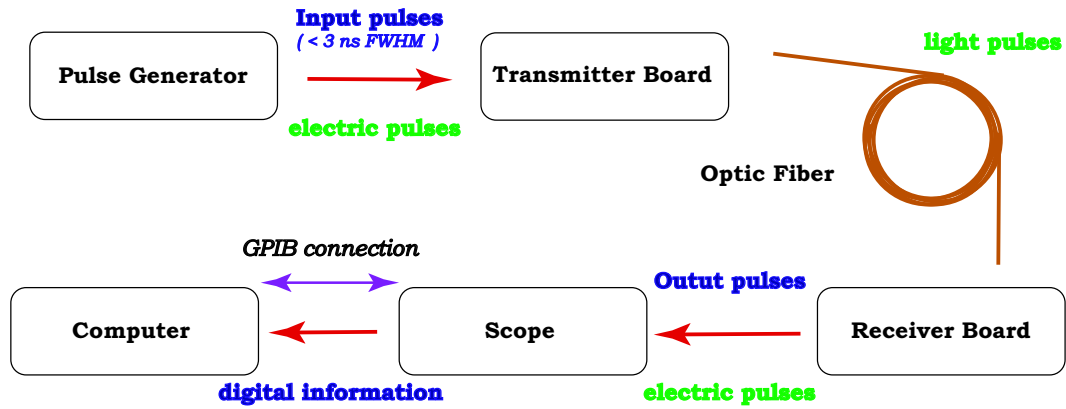 Input pulses
( < 3 ns FWHM )
Pulse Generator
Transmitter Board
light pulses
electric pulses
Optic Fiber
GPIB connection
Outut pulses
Computer
Scope
Receiver Board
digital information
electric pulses